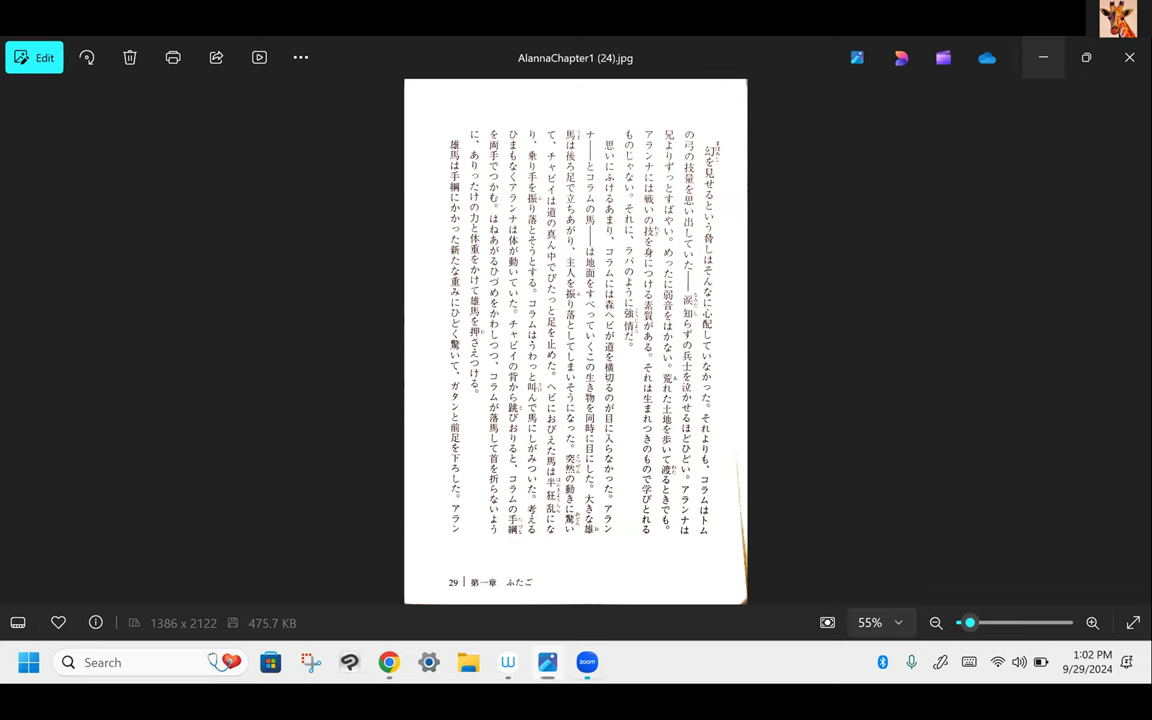 Edit
AlannaChapter1 (24).jpg
幻を見せるという脅しはそんなに心配していなかった。それよりも、コラムはトム
の弓の技量を思い出していた——涙知らずの兵士を泣かせるほどひどい。アランナは
兄よりずっとすばやい。めったに弱音をはかない。荒れた土地を歩いて渡るときでも。
アランナには戦いの技を身につける素質がある。それは生まれつきのもので学びとれる
ものじゃない。それに、ラバのように強情だ。
思いにふけるあまり、コラムには森ヘビが道を横切るのが目に入らなかった。アラン
ナ——とコラムの馬——は地面をすべっていくこの生き物を同時に目にした。大きな雄
馬は後ろ足で立ちあがり、主人を振り落としてしまいそうになった。突然の動きに驚い
て、チャビイは道の真ん中でぴたっと足を止めた。ヘビにおびえた馬は半狂乱にな
り、乗り手を振り落とそうとする。コラムはうわっと叫んで馬にしがみついた。考える
ひまもなくアランナは体が動いていた。チャビイの背から跳びおりると、コラムの手綱
を両手でつかむ。はねあがるひづめをかわしつつ、コラムが落馬して首を折らないよう
に、ありったけの力と体重をかけて雄馬を押さえつける。
雄馬は手綱にかかった新たな重みにひどく驚いて、ガタンと前足を下ろした。アラン
29 第一章 ふたご
1386 x 2122
475.7 KB
55%
Search
zoom
1:02 PM
9/29/2024